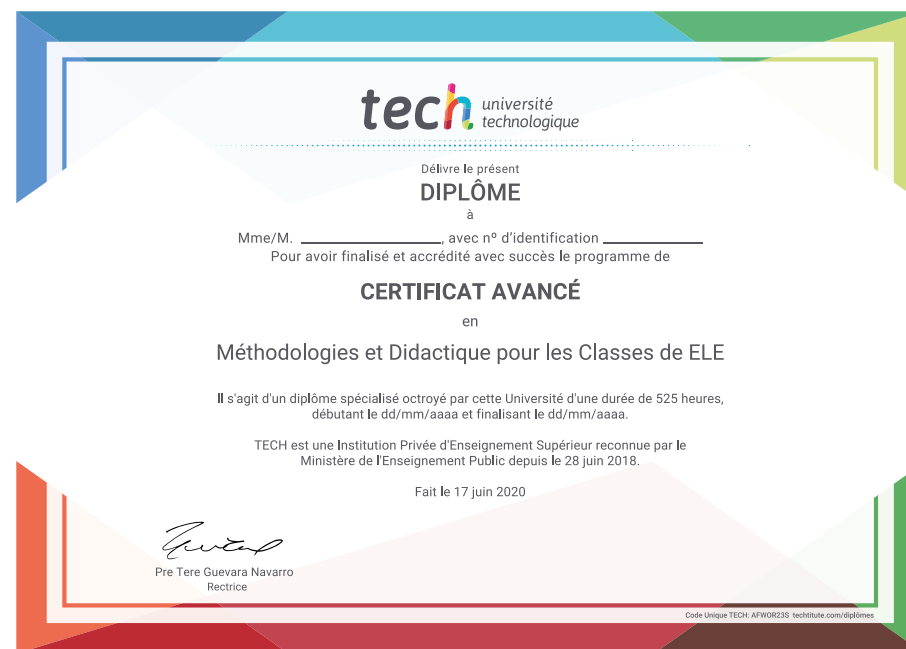 tech université
technologique
Délivre le présent
DIPLÔME
à
Mme/M. ____________________, avec nº d'identification ______________
Pour avoir finalisé et accrédité avec succès le programme de
CERTIFICAT AVANCÉ
en
Méthodologies et Didactique pour les Classes de ELE
Il s'agit d'un diplôme spécialisé octroyé par cette Université d'une durée de 525 heures,
débutant le dd/mm/aaaa et finalisant le dd/mm/aaaa.
TECH est une Institution Privée d'Enseignement Supérieur reconnue par le
Ministère de l'Enseignement Public depuis le 28 juin 2018.
Fait le 17 juin 2020
Pre Tere Guevara Navarro
Rectrice
Code Unique TECH: AFWOR23S techtitute.com/diplômes